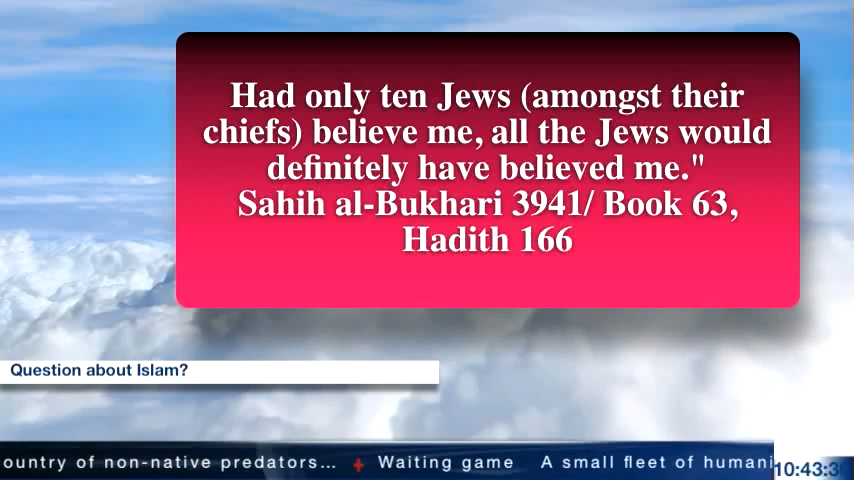 Had only ten Jews (amongst their
chiefs) believe me, all the Jews would
definitely have believed me."
Sahih al-Bukhari 3941/ Book 63,
Hadith 166
Question about Islam?
ountry of non-native predators... Waiting game A small fleet of humani
10:43:3